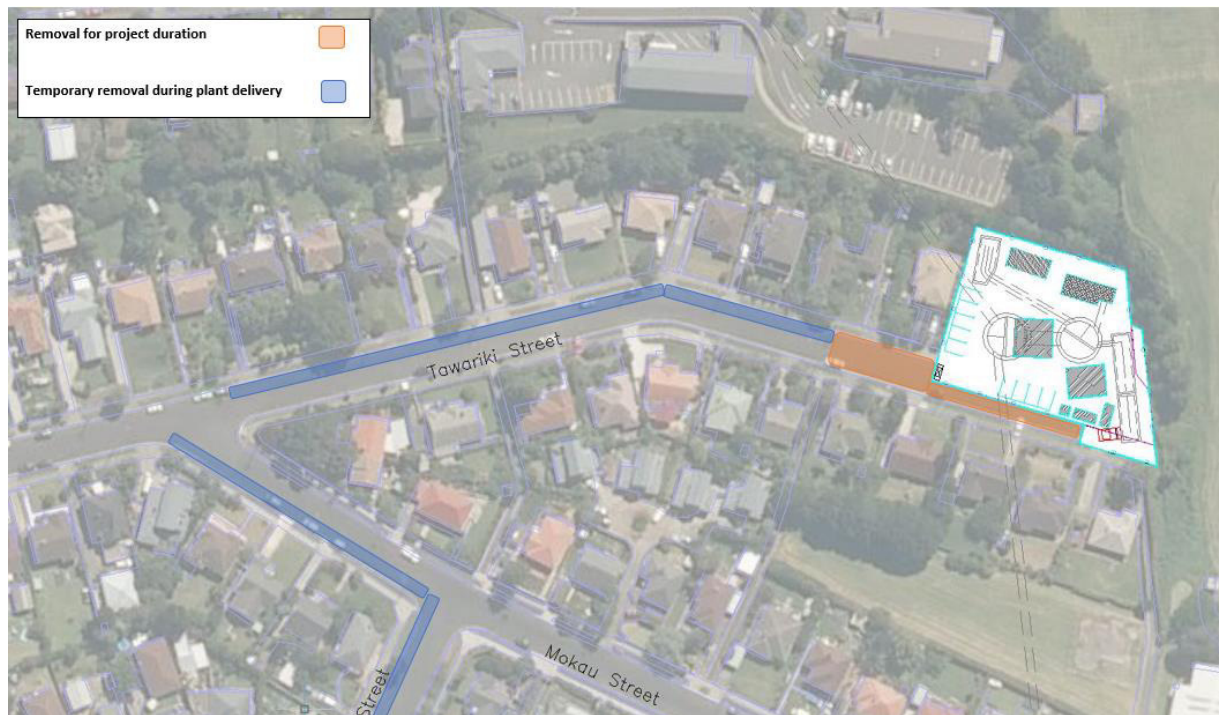 Removal for project duration
Temporary removal during plant delivery
Tawariki Street
Mokau Street
Street